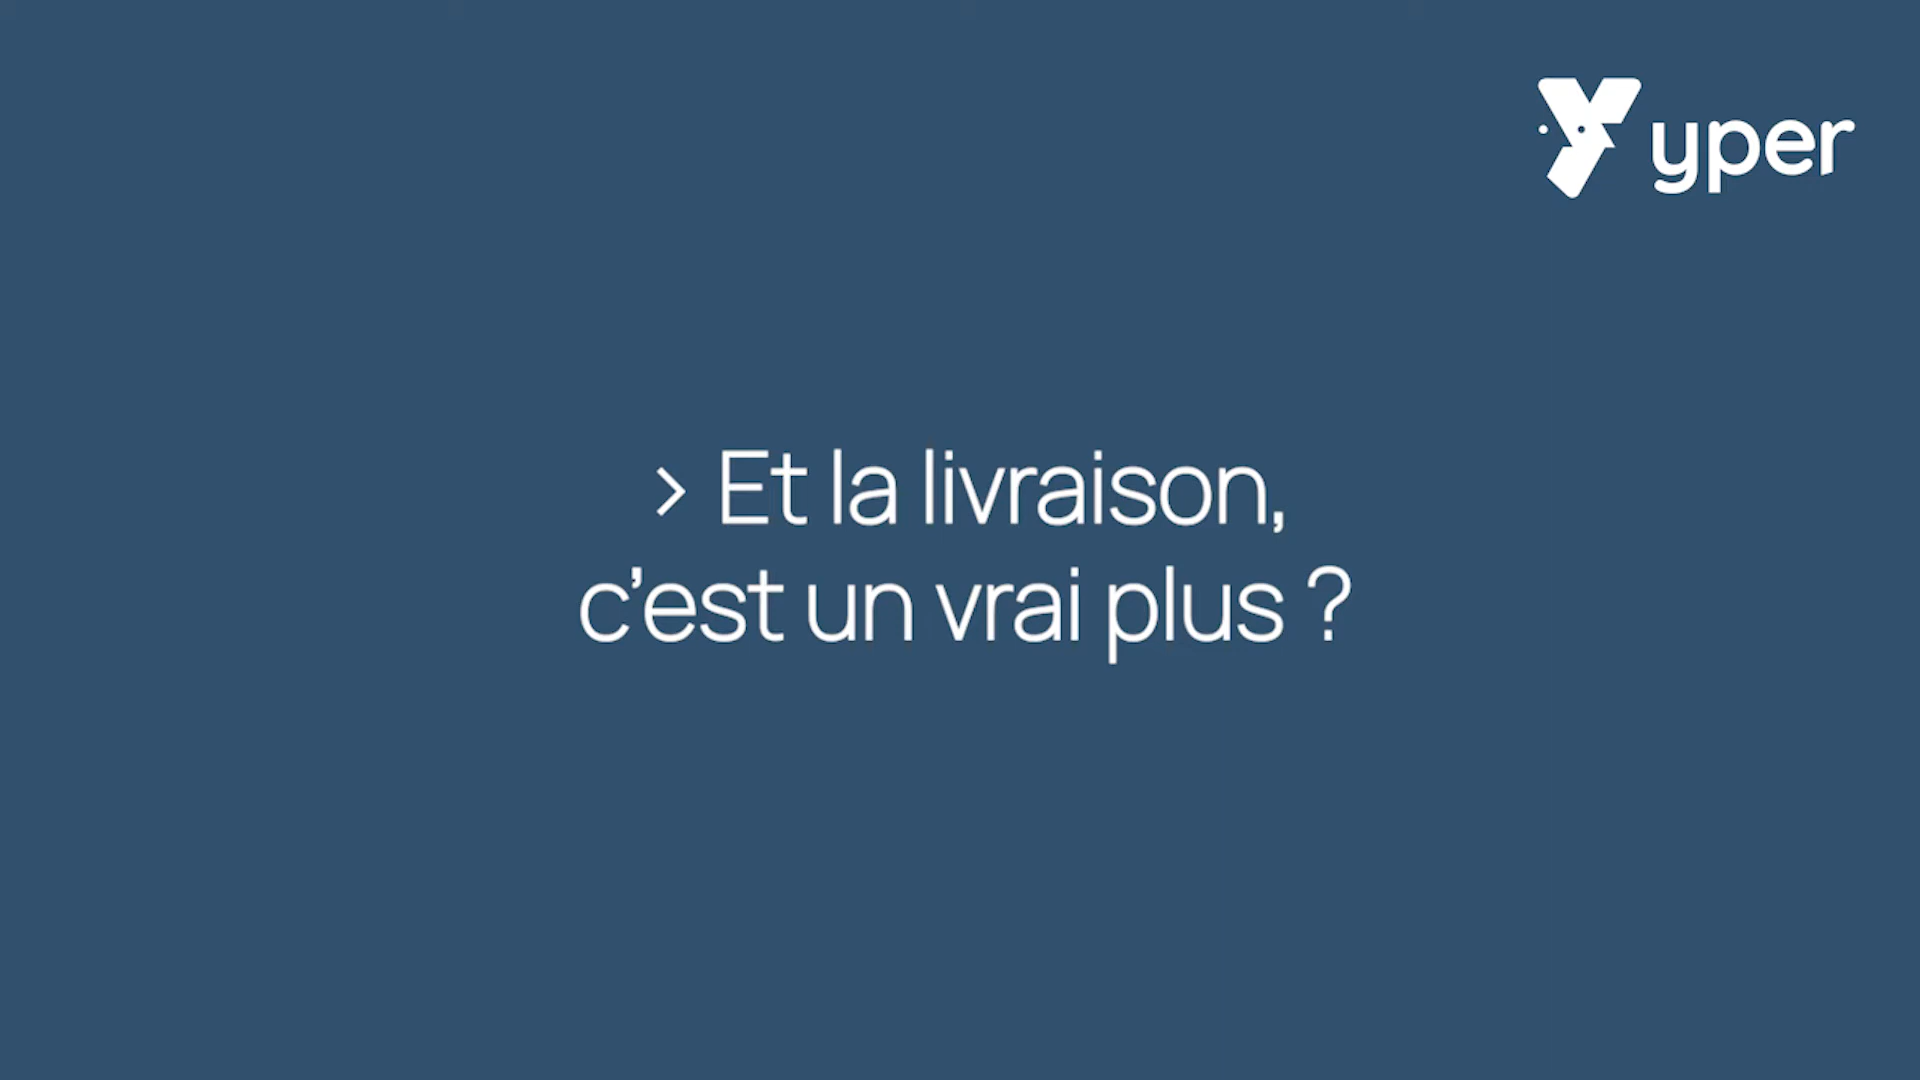 yper
> Et la livraison,
c’est un vrai plus ?